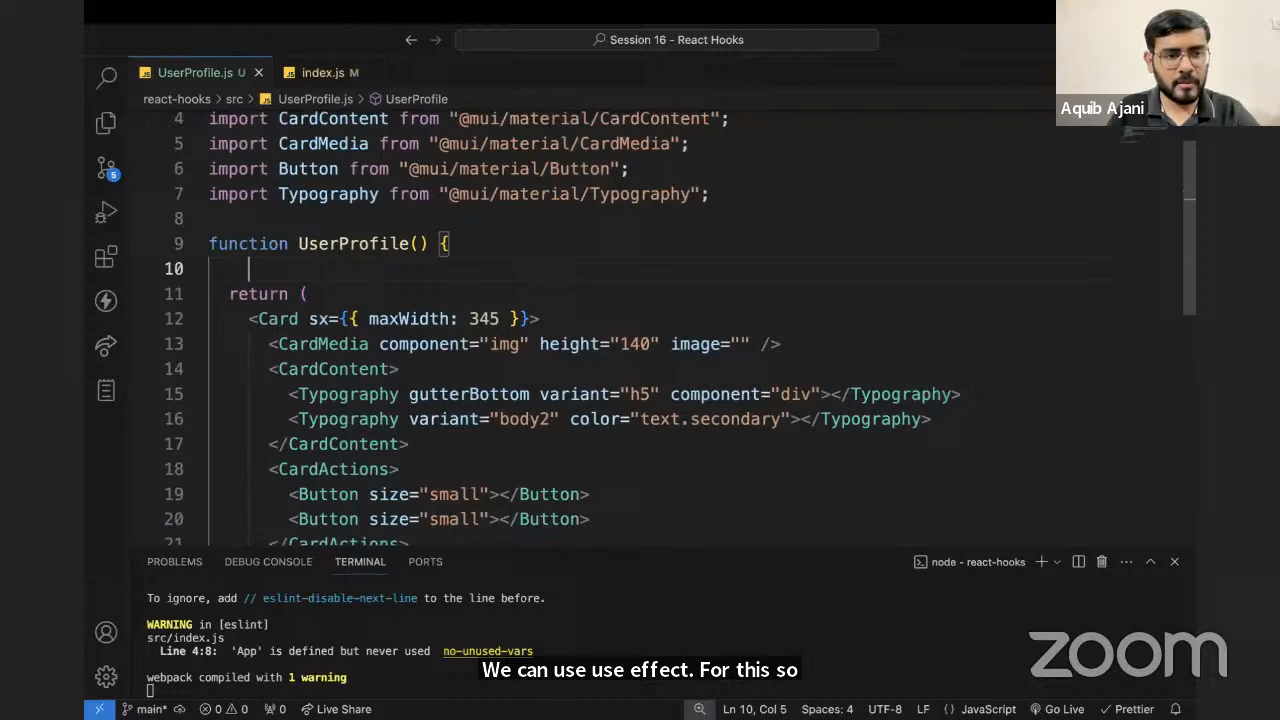 Session 16 - React Hooks
Aquib Ajani
UserProfile.js U
index.js M
react-hooks > src > UserProfile.js > UserProfile
4 import CardContent from "@mui/material/CardContent";
5 import CardMedia from "@mui/material/CardMedia";
6 import Button from "@mui/material/Button";
7 import Typography from "@mui/material/Typography";
8
9 function UserProfile() {
10
11 return (
12 <Card sx={{ maxWidth: 345 }}>
13 <CardMedia component="img" height="140" image="" />
14 <CardContent>
15 <Typography gutterBottom variant="h5" component="div"></Typography>
16 <Typography variant="body2" color="text.secondary"></Typography>
17 </CardContent>
18 <CardActions>
19 <Button size="small"></Button>
20 <Button size="small"></Button>
21 </CardActions>
5
PROBLEMS DEBUG CONSOLE TERMINAL PORTS
node - react-hooks
To ignore, add // eslint-disable-next-line to the line before.
WARNING in [eslint]
src/index.js
Line 4:8: 'App' is defined but never used no-unused-vars
webpack compiled with 1 warning
We can use use effect. For this so
zoom
main* 0 0 0 Live Share
Ln 10, Col 5 Spaces: 4 UTF-8 LF {} JavaScript Go Live Prettier